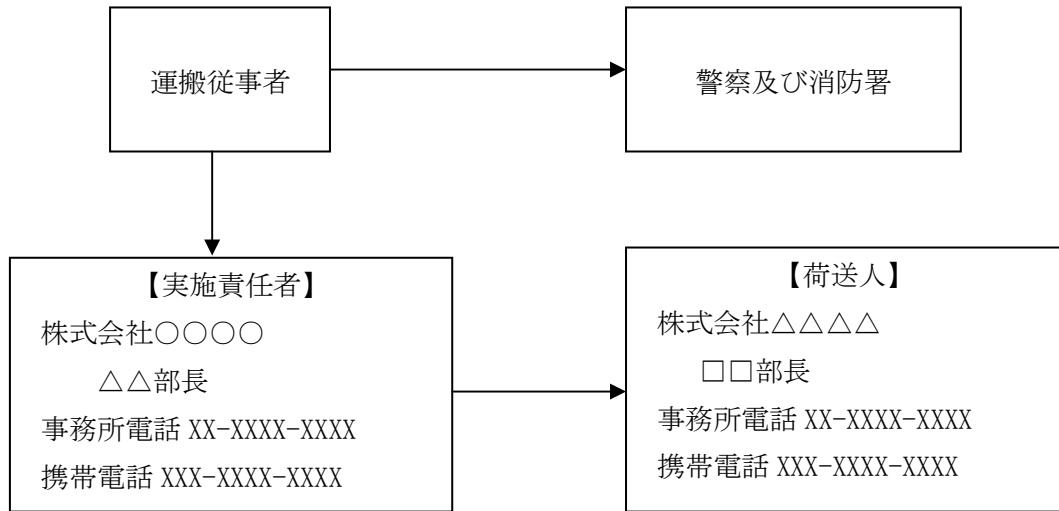 運搬従事者
警察及び消防署
【実施責任者】
株式会社○○○○
△△部長
事務所電話 XX-XXXX-XXXX
携帯電話 XXX-XXXX-XXXX
【荷送人】
株式会社△△△△
□□部長
事務所電話 XX-XXXX-XXXX
携帯電話 XXX-XXXX-XXXX